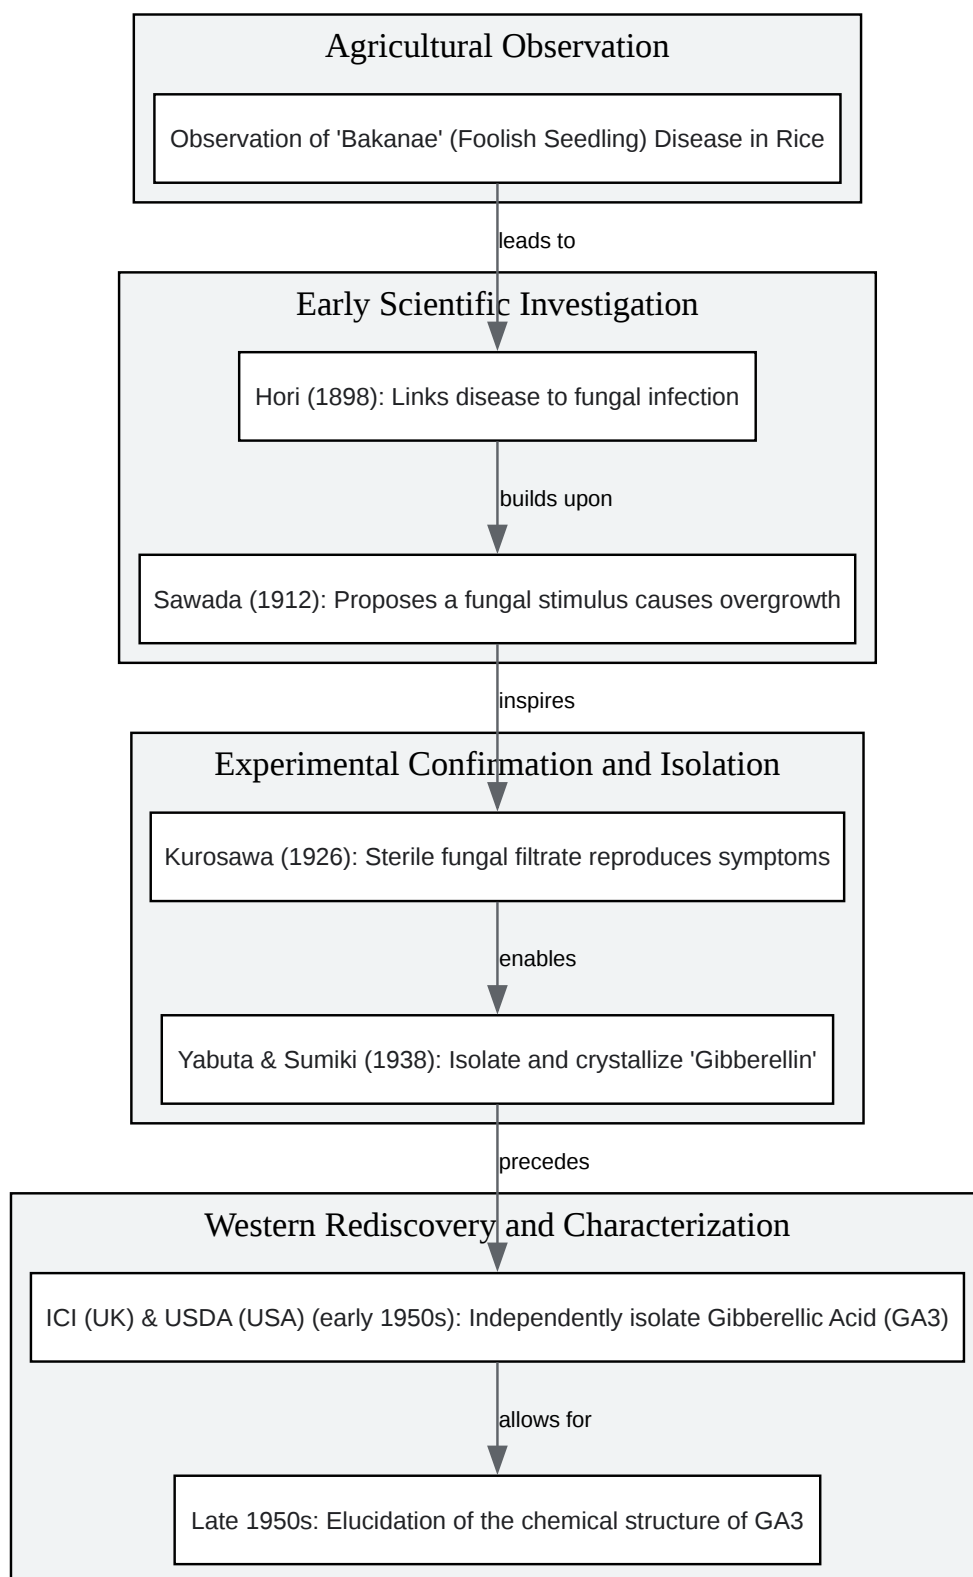 Agricultural Observation
Observation of 'Bakanae' (Foolish Seedling) Disease in Rice
leads to
Early Scientific Investigation
Hori (1898): Links disease to fungal infection
builds upon
Sawada (1912): Proposes a fungal stimulus causes overgrowth
inspires
Experimental Confirmation and Isolation
Kurosawa (1926): Sterile fungal filtrate reproduces symptoms
enables
Yabuta & Sumiki (1938): Isolate and crystallize 'Gibberellin'
precedes
Western Rediscovery and Characterization
ICI (UK) & USDA (USA) (early 1950s): Independently isolate Gibberellic Acid (GA3)
allows for
Late 1950s: Elucidation of the chemical structure of GA3